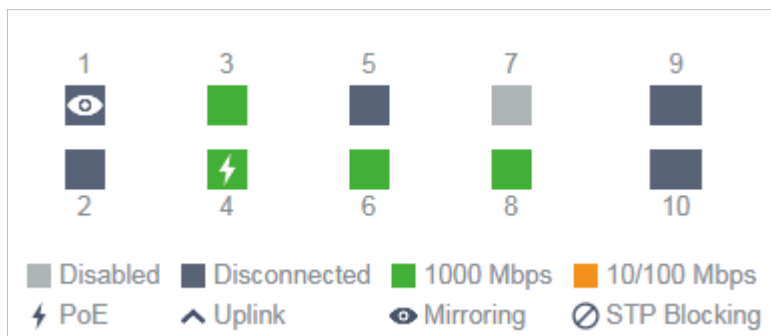 1 3 5 7 9
2 4 6 8 10
Disabled Disconnected 1000 Mbps 10/100 Mbps
PoE Uplink Mirroring STP Blocking